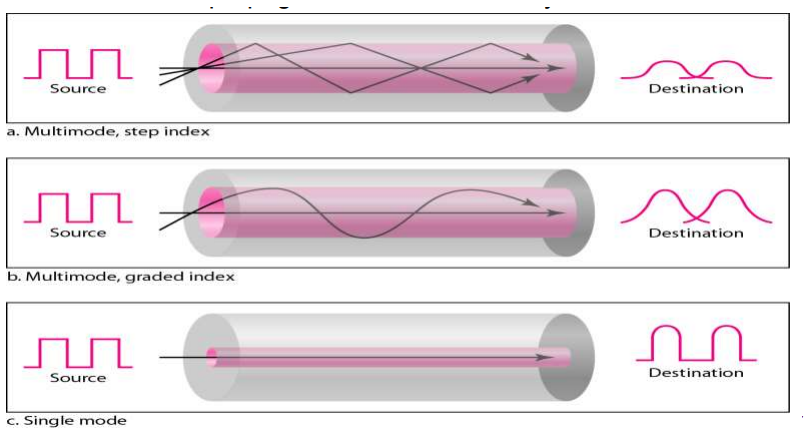 Source
Destination
a. Multimode, step index
Source
Destination
b. Multimode, graded index
Source
Destination
c. Single mode